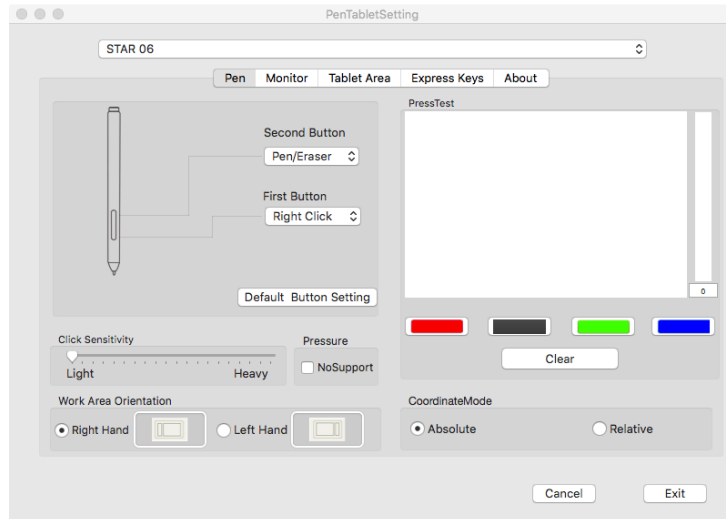 PenTabletSetting
STAR 06
Pen Monitor Tablet Area Express Keys About
Second Button
Pen/Eraser
First Button
Right Click
Default Button Setting
PressTest
0
Clear
Click Sensitivity
Light Heavy
Pressure
NoSupport
Work Area Orientation
Right Hand Left Hand
CoordinateMode
Absolute Relative
Cancel Exit